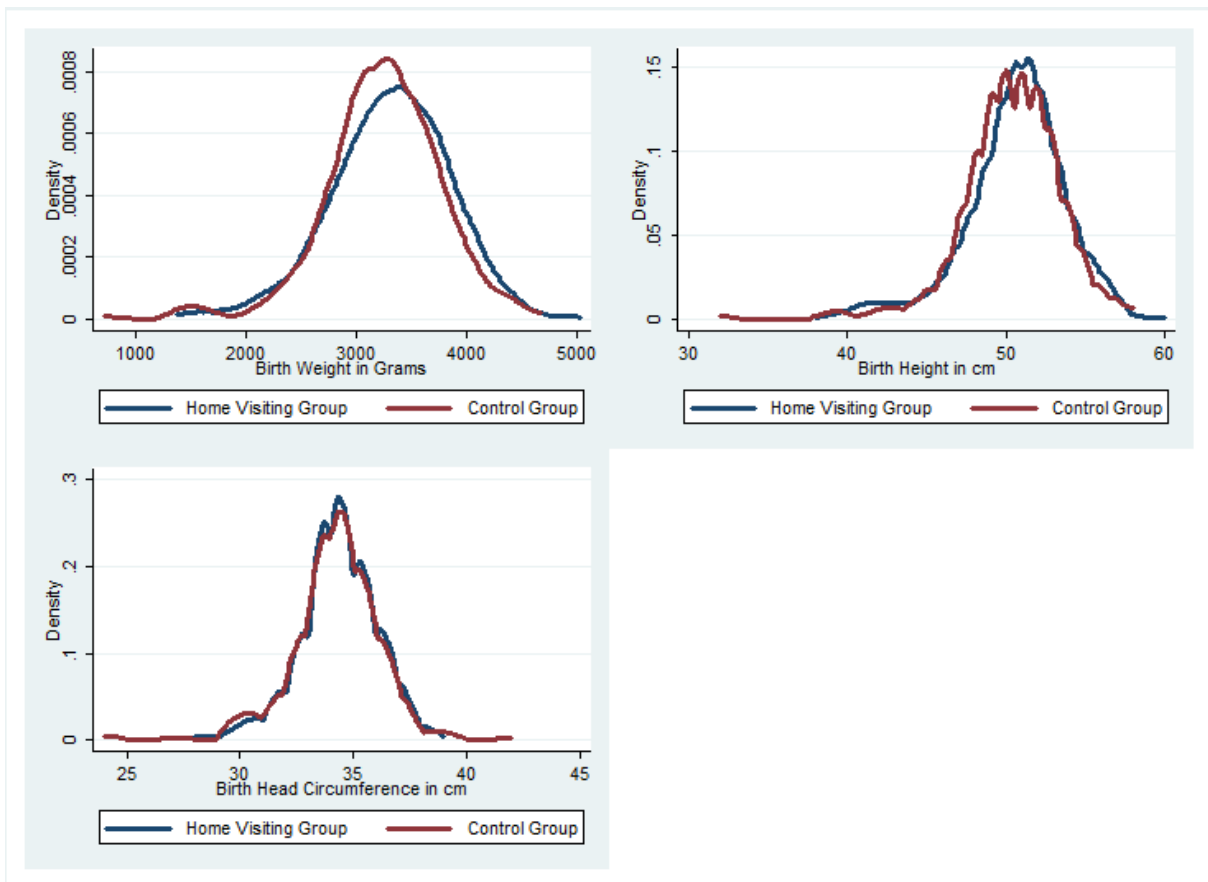 Density
.0008
.0006
.0004
.0002
0
1000 2000 3000 4000 5000
Birth Weight in Grams
Home Visiting Group Control Group
Density
.15
.1
.05
0
30 40 50 60
Birth Height in cm
Home Visiting Group Control Group
Density
.3
.2
.1
0
25 30 35 40 45
Birth Head Circumference in cm
Home Visiting Group Control Group